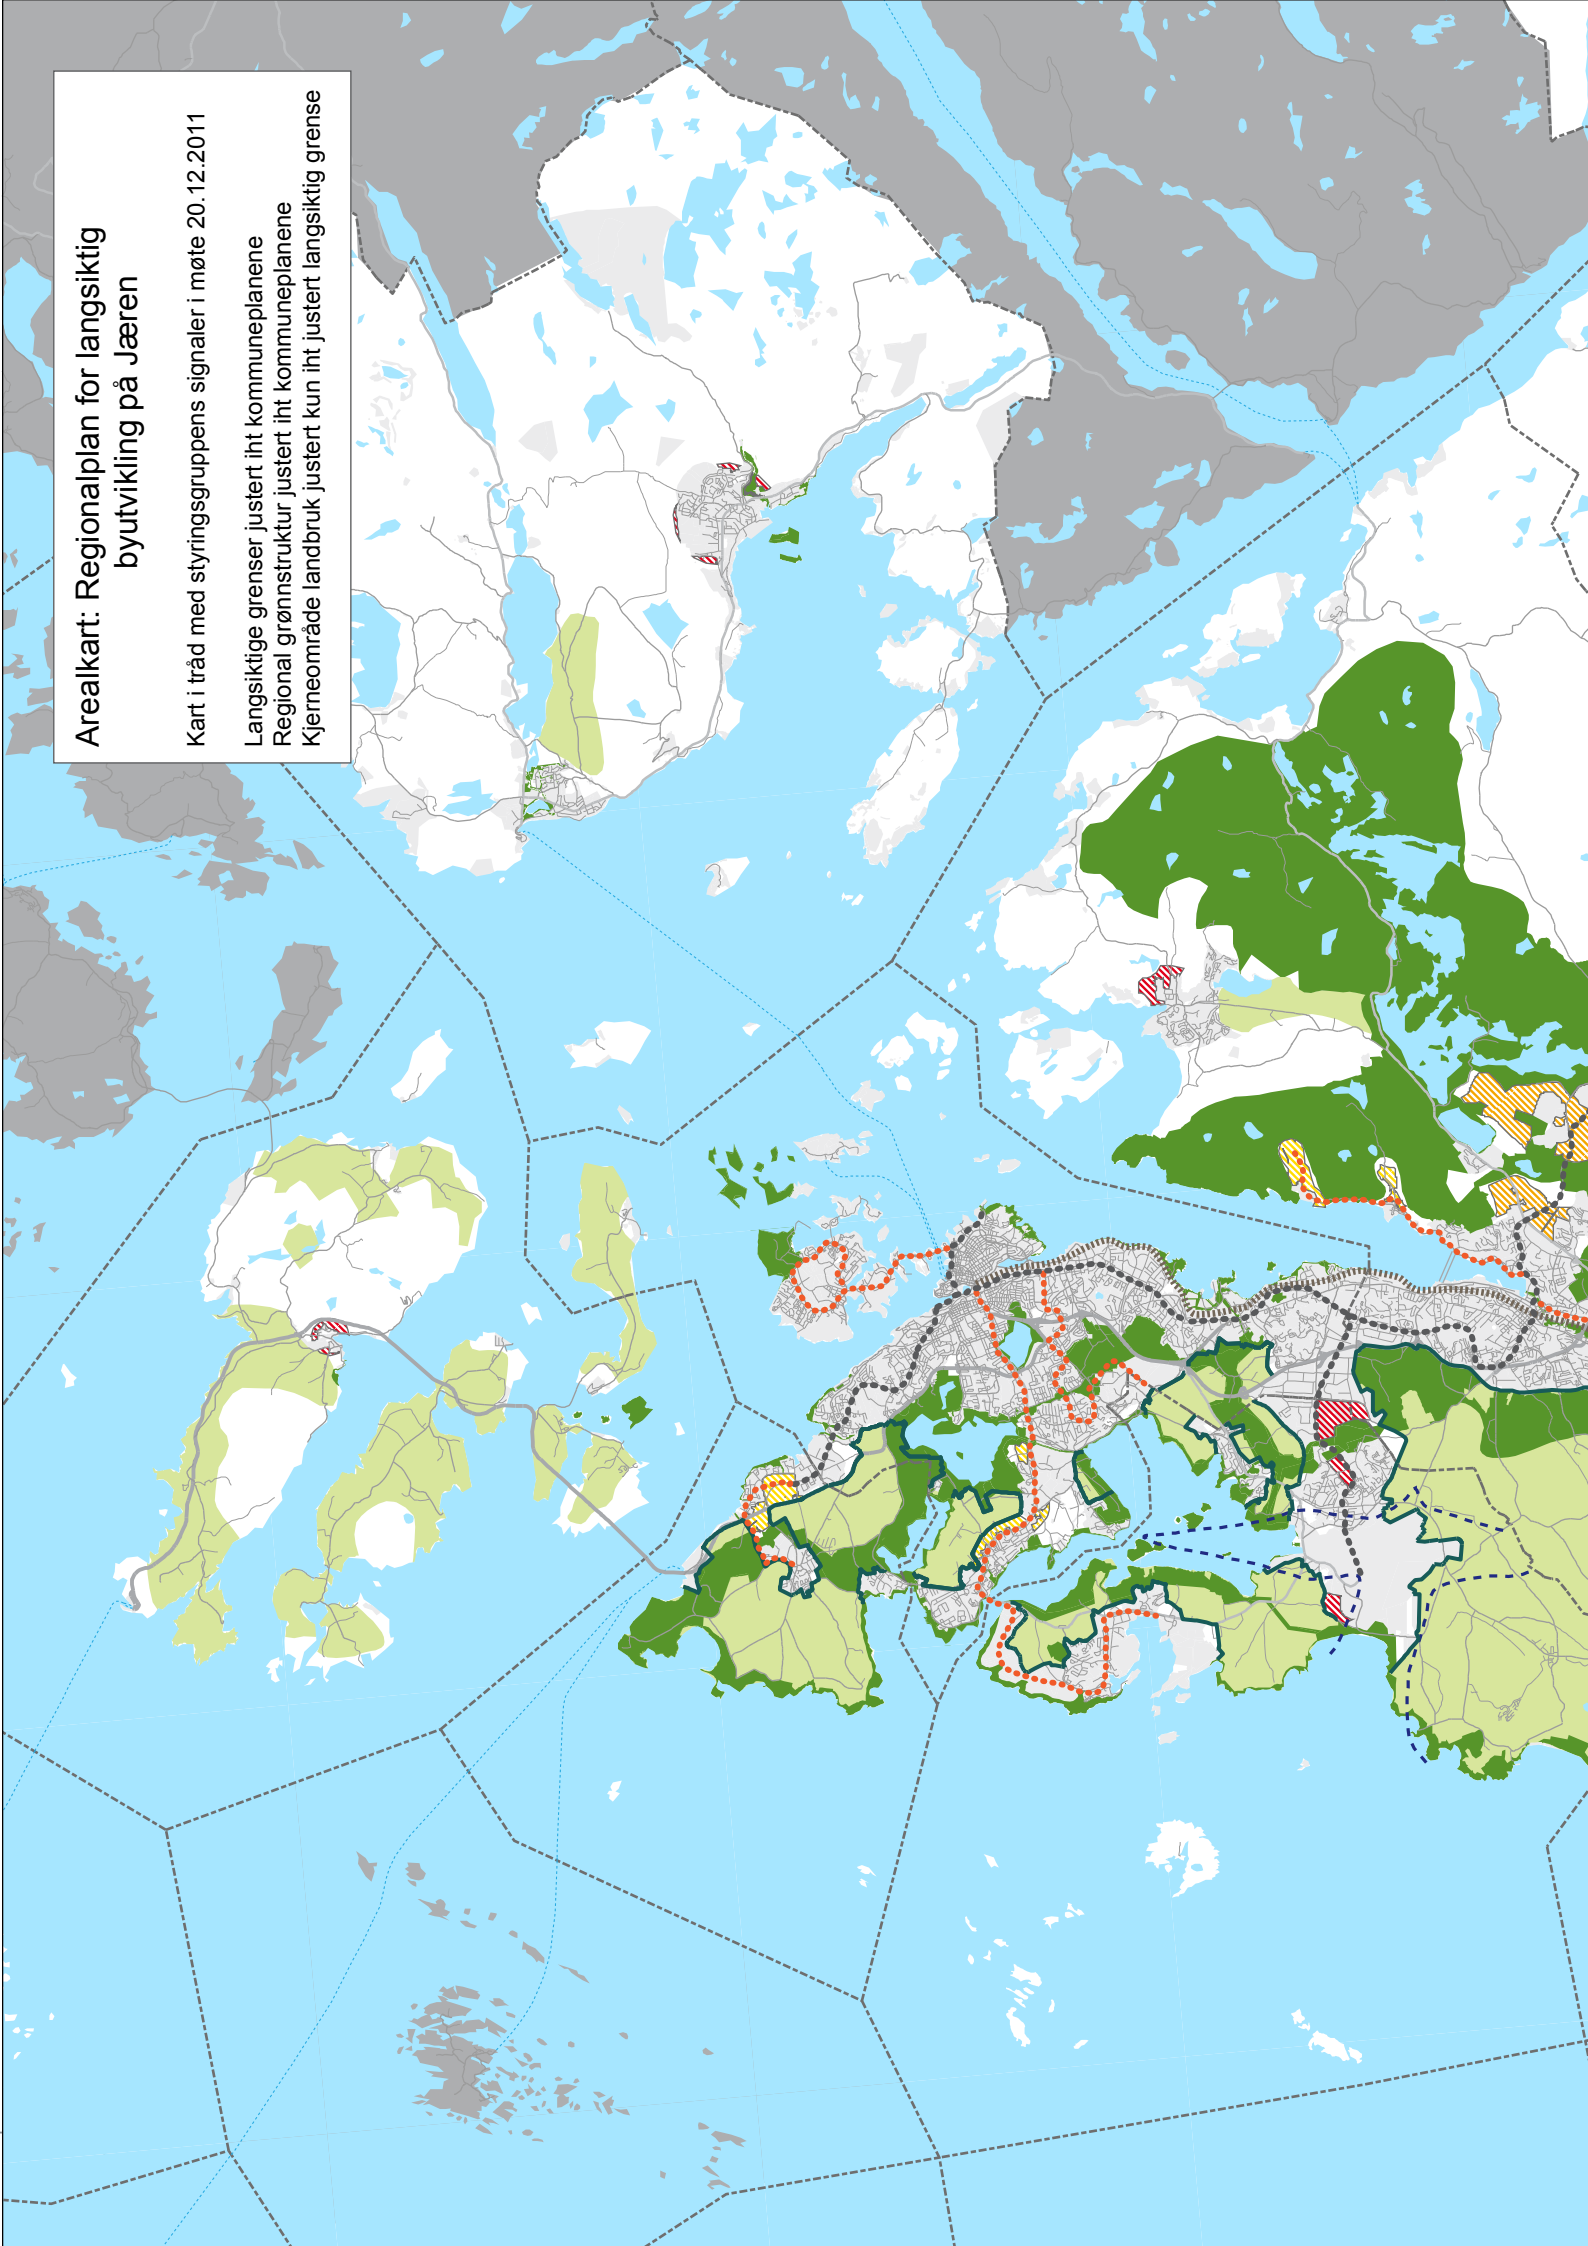 Arealkart: Regionalplan for langsiktig
byutvikling på Jæren
Kart i tråd med styringsgruppens signaler i møte 20.12.2011
Langsiktige grenser justert iht kommuneplanene
Regional grønnstruktur justert iht kommuneplanene
Kjerneområde landbruk justert kun iht justert langsiktig grense